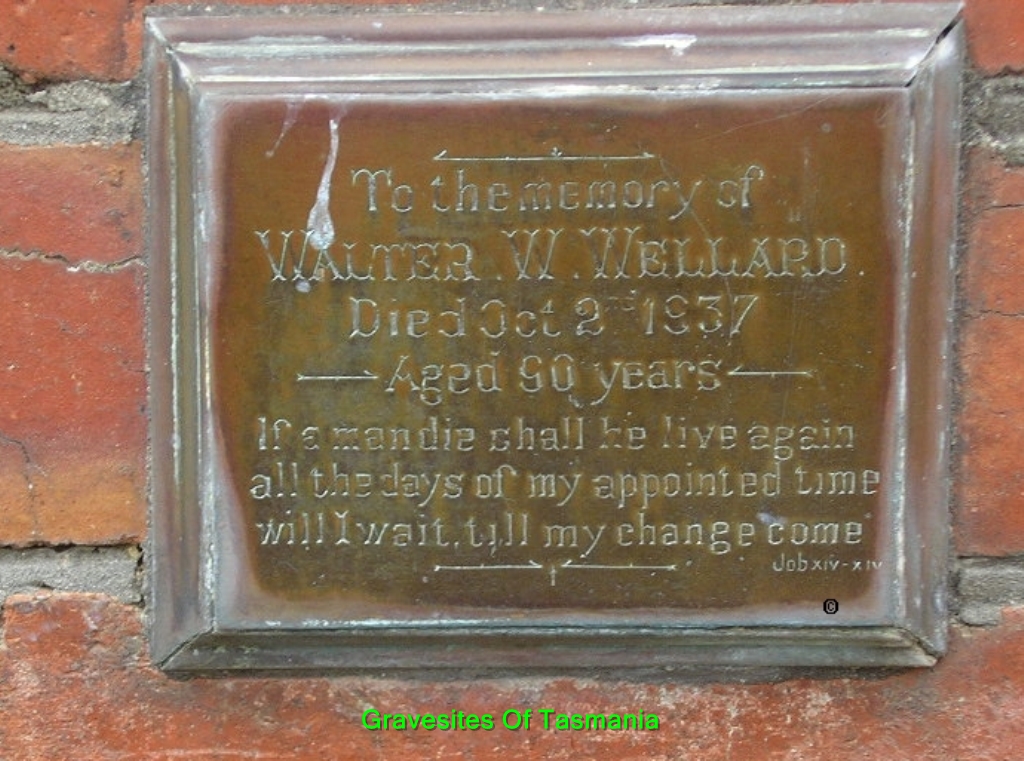 To the memory of
WALTER. W. WELLARD.
Died Oct 2nd 1937
Aged 90 years
If a man die shall he live again
all the days of my appointed time
will I wait, till my change come
Job xiv-xiv
©
Gravesites Of Tasmania